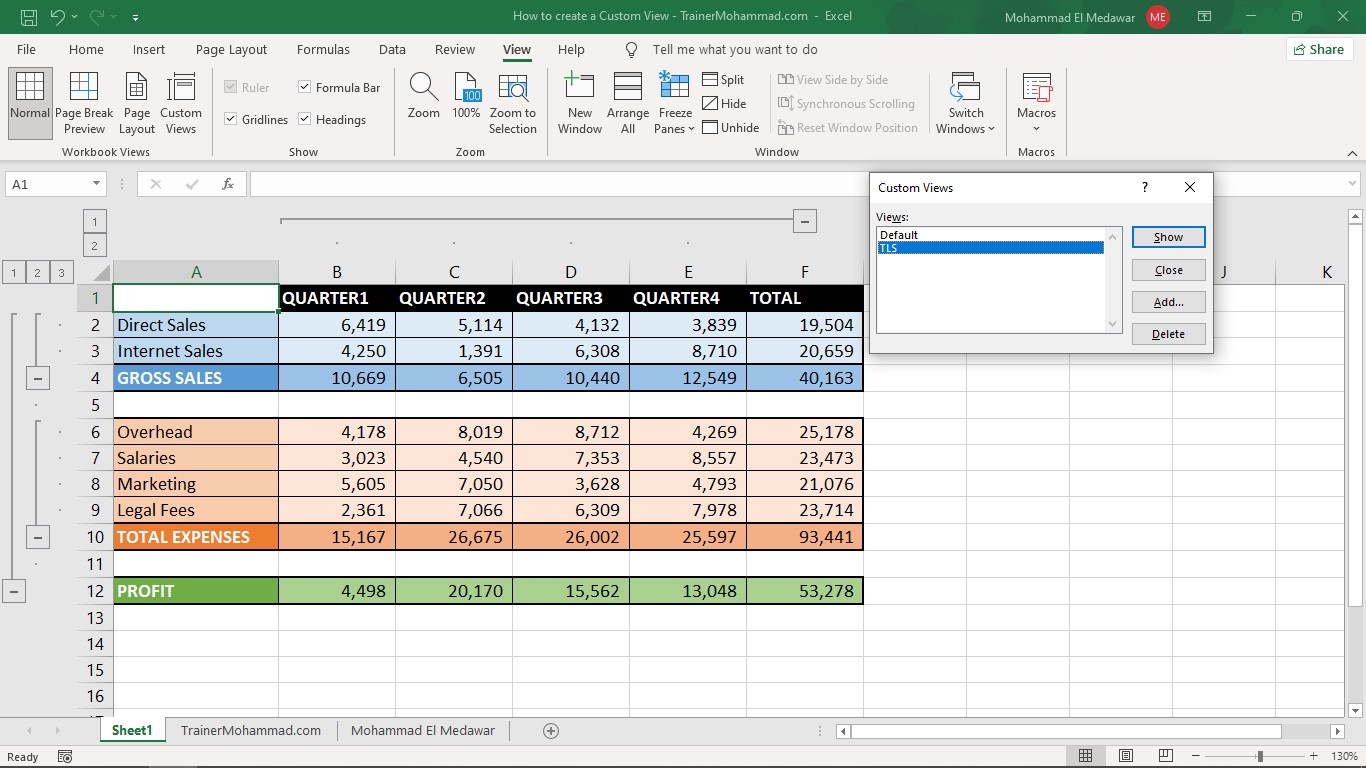 How to create a Custom View - TrainerMohammad.com - Excel
Mohammad El Medawar ME
File Home Insert Page Layout Formulas Data Review View Help Tell me what you want to do Share
Normal
Page Break Preview
Page Layout
Custom Views
Workbook Views
Ruler
Formula Bar
Gridlines
Headings
Show
Zoom
100
100%
Zoom to Selection
Zoom
New Window
Arrange All
Freeze Panes
Split
Hide
Unhide
View Side by Side
Synchronous Scrolling
Reset Window Position
Switch Windows
Window
Macros
Macros
A1
fx
Custom Views
?
Views:
Default
TLS
Show
Close
Add...
Delete
1
2
1 2 3
A B C D E F J K
1 QUARTER1 QUARTER2 QUARTER3 QUARTER4 TOTAL
2 Direct Sales 6,419 5,114 4,132 3,839 19,504
3 Internet Sales 4,250 1,391 6,308 8,710 20,659
4 GROSS SALES 10,669 6,505 10,440 12,549 40,163
5
6 Overhead 4,178 8,019 8,712 4,269 25,178
7 Salaries 3,023 4,540 7,353 8,557 23,473
8 Marketing 5,605 7,050 3,628 4,793 21,076
9 Legal Fees 2,361 7,066 6,309 7,978 23,714
10 TOTAL EXPENSES 15,167 26,675 26,002 25,597 93,441
11
12 PROFIT 4,498 20,170 15,562 13,048 53,278
13
14
15
16
Sheet1 TrainerMohammad.com Mohammad El Medawar
Ready
130%